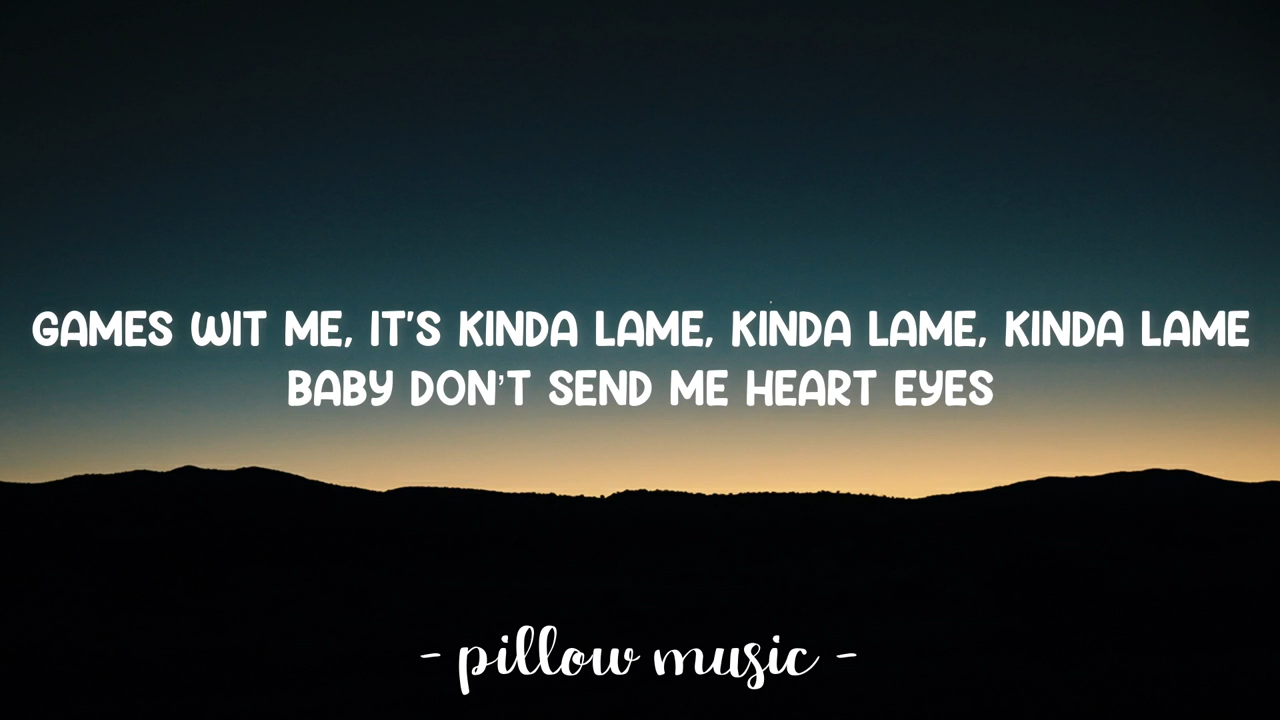 GAMES WIT ME, IT'S KINDA LAME, KINDA LAME, KINDA LAME
BABY DON'T SEND ME HEART EYES
- pillow music -